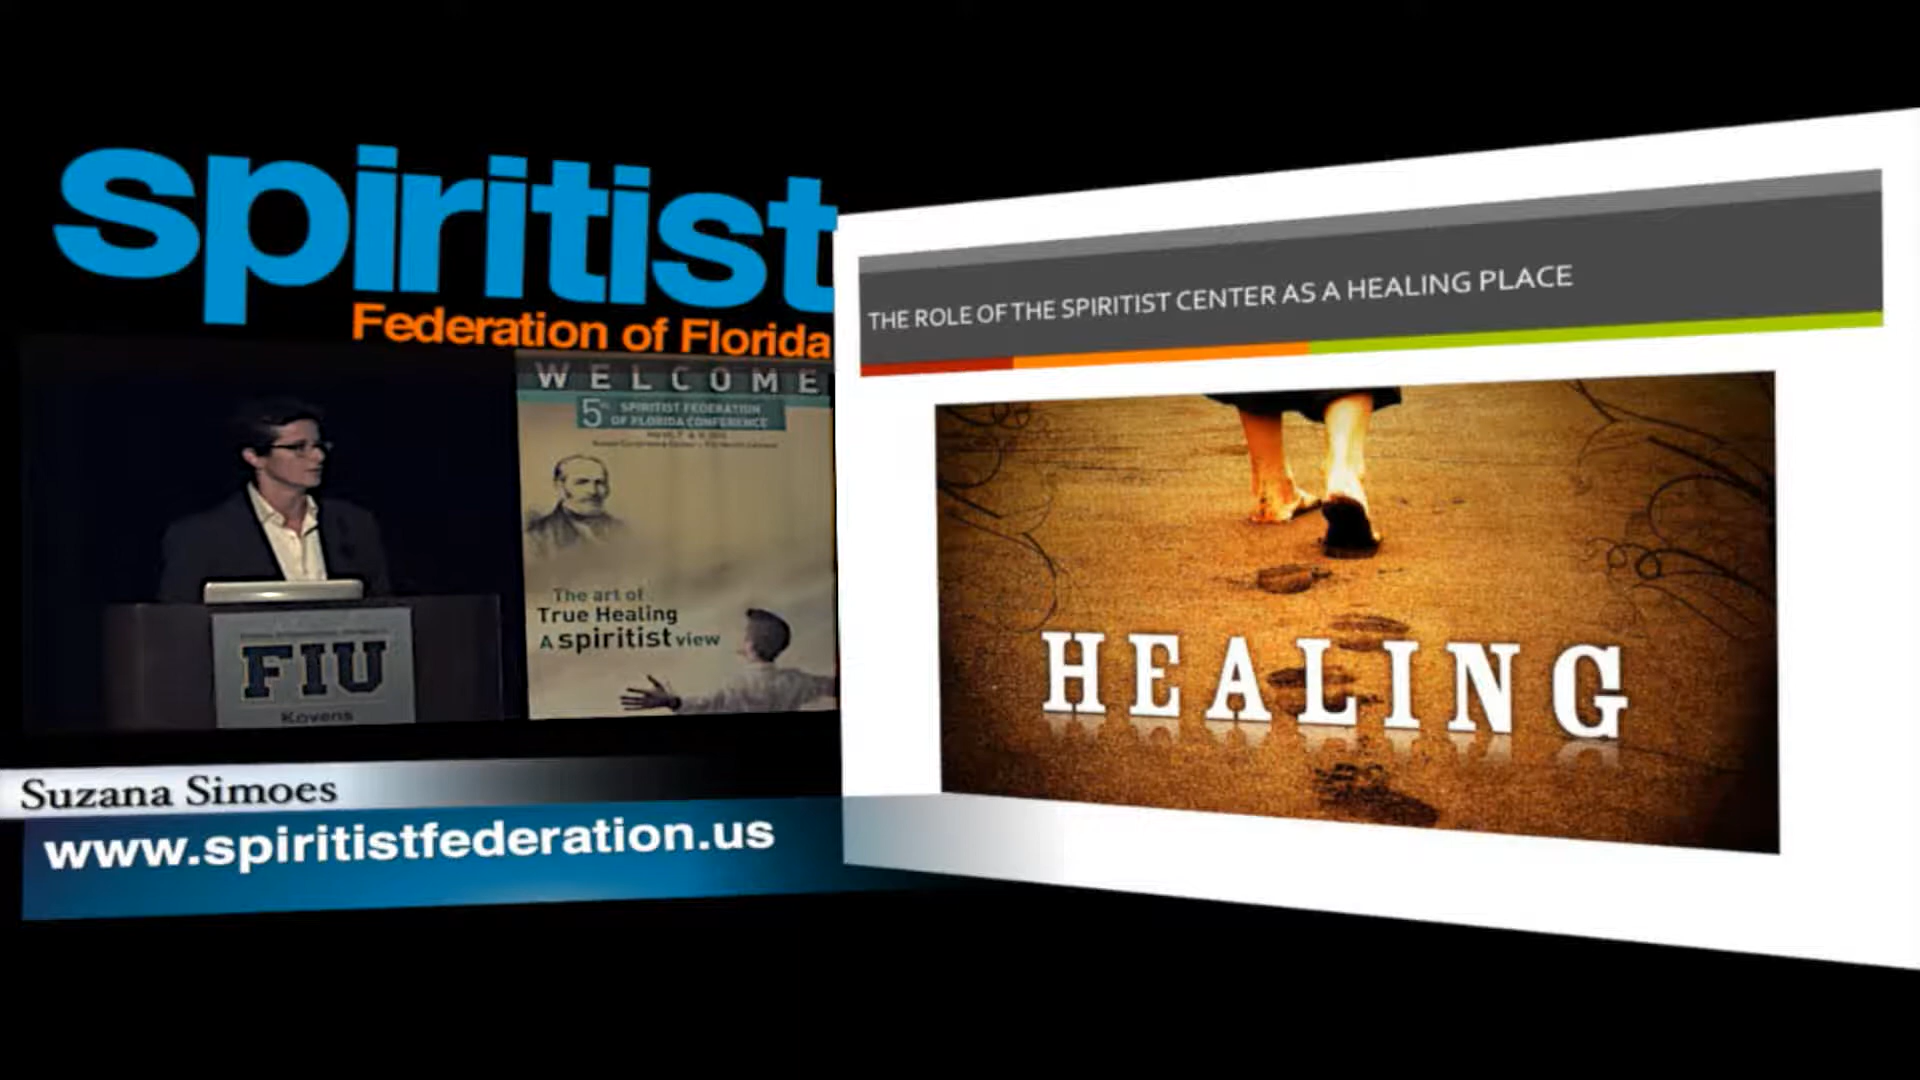 spiritist
Federation of Florida
WELCOME
5TH SPIRITIST FEDERATION
OF FLORIDA CONFERENCE
The art of
True Healing
A spiritist view
FIU
Kovens
Suzana Simoes
www.spiritistfederation.us
THE ROLE OF THE SPIRITIST CENTER AS A HEALING PLACE
HEALING